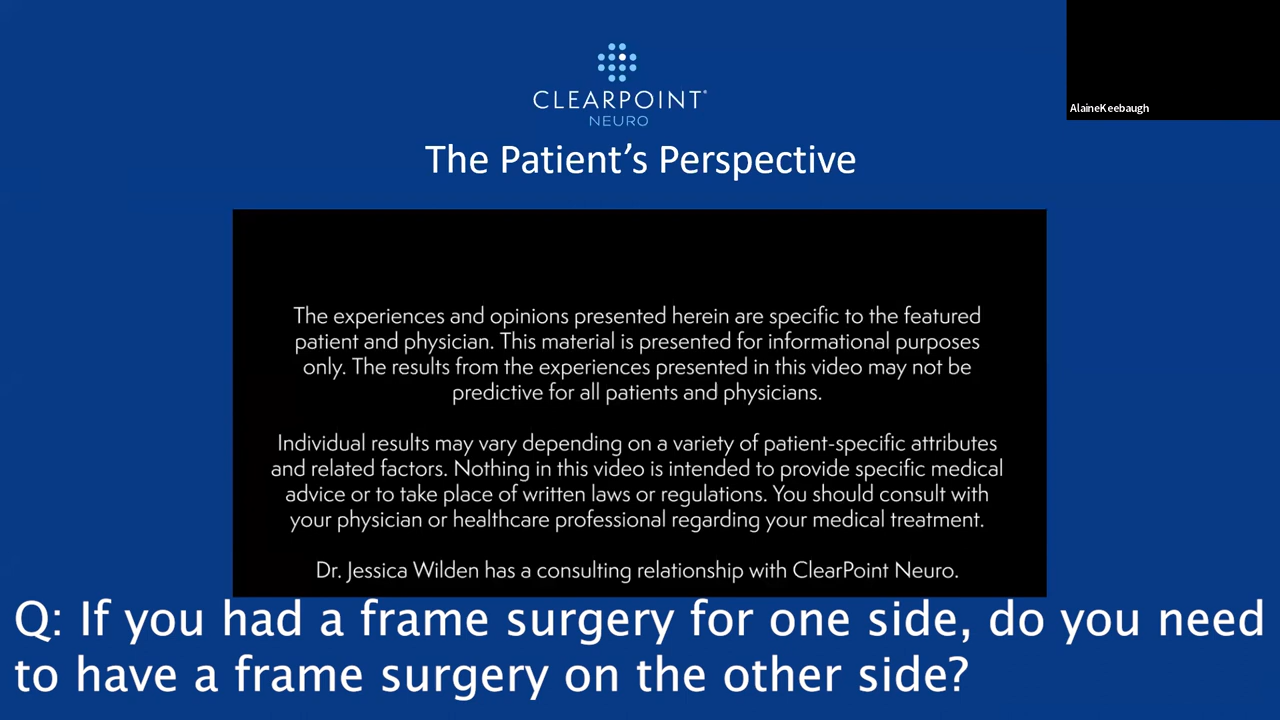 CLEARPOINT®
NEURO
AlaineKeebaugh
The Patient’s Perspective
The experiences and opinions presented herein are specific to the featured
patient and physician. This material is presented for informational purposes
only. The results from the experiences presented in this video may not be
predictive for all patients and physicians.
Individual results may vary depending on a variety of patient-specific attributes
and related factors. Nothing in this video is intended to provide specific medical
advice or to take place of written laws or regulations. You should consult with
your physician or healthcare professional regarding your medical treatment.
Dr. Jessica Wilden has a consulting relationship with ClearPoint Neuro.
Q: If you had a frame surgery for one side, do you need
to have a frame surgery on the other side?